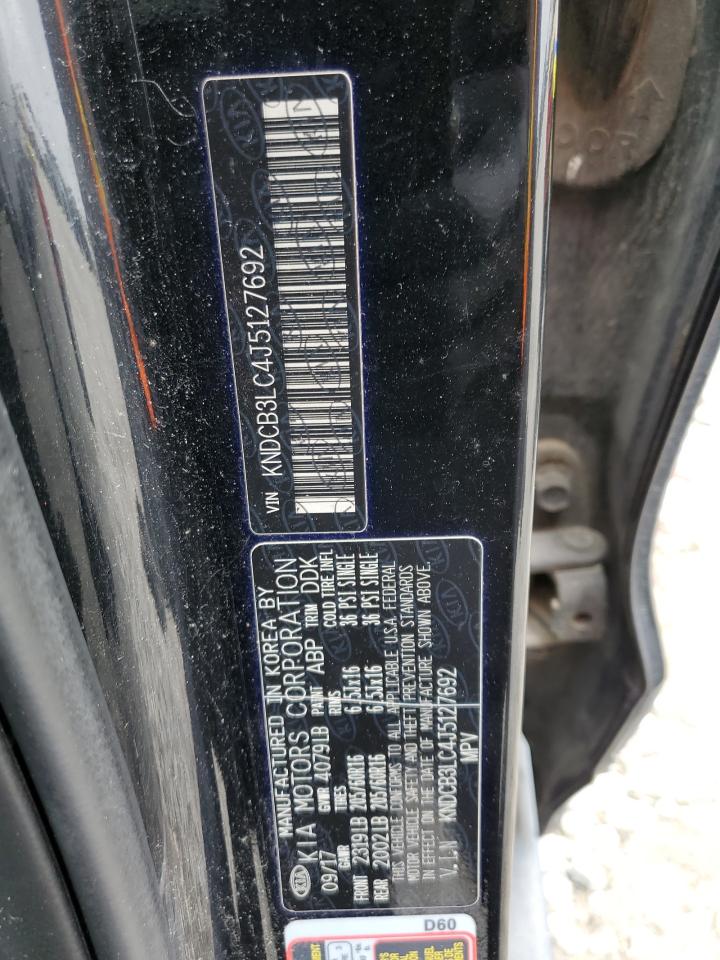 VIN KNDCB3LC4J5127692
KIA MANUFACTURED IN KOREA BY
KIA MOTORS CORPORATION
09/17 GVWR 4079LB PAINT ABP TRIM DDK
GAWR TIRES RIMS COLD TIRE INFL
FRONT 2319LB 205/60R16 6.5Jx16 36 PSI SINGLE
REAR 2002LB 205/60R16 6.5Jx16 36 PSI SINGLE
THIS VEHICLE CONFORMS TO ALL APPLICABLE U.S.A. FEDERAL
MOTOR VEHICLE SAFETY AND THEFT PREVENTION STANDARDS
IN EFFECT ON THE DATE OF MANUFACTURE SHOWN ABOVE.
V.I.N KNDCB3LC4J5127692
MPV
D60